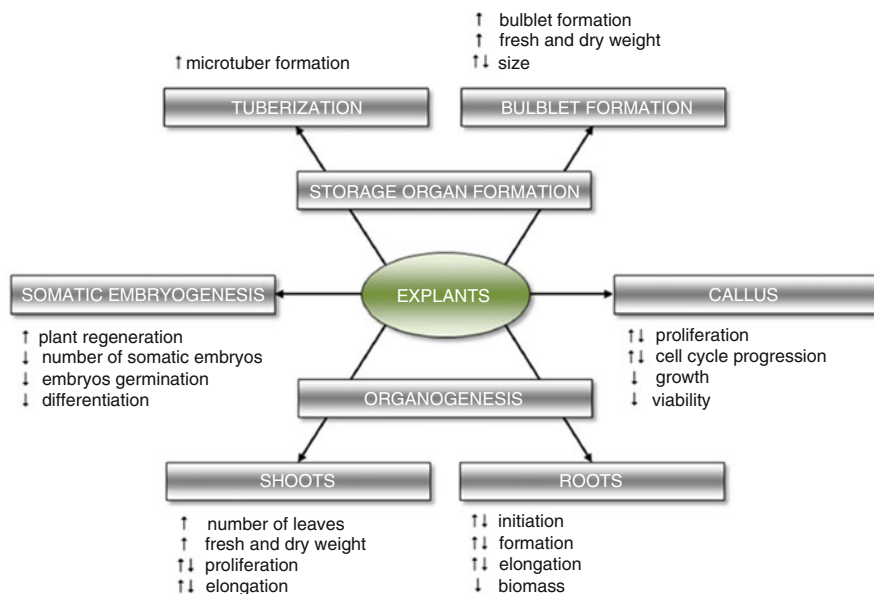 ↑ bulblet formation
↑ fresh and dry weight
↑↓ size
↑ microtuber formation
TUBERIZATION
BULBLET FORMATION
STORAGE ORGAN FORMATION
SOMATIC EMBRYOGENESIS
EXPLANTS
CALLUS
↑ plant regeneration
↓ number of somatic embryos
↓ embryos germination
↓ differentiation
↑↓ proliferation
↑↓ cell cycle progression
↓ growth
↓ viability
ORGANOGENESIS
SHOOTS
ROOTS
↑ number of leaves
↑ fresh and dry weight
↑↓ proliferation
↑↓ elongation
↑↓ initiation
↑↓ formation
↑↓ elongation
↓ biomass